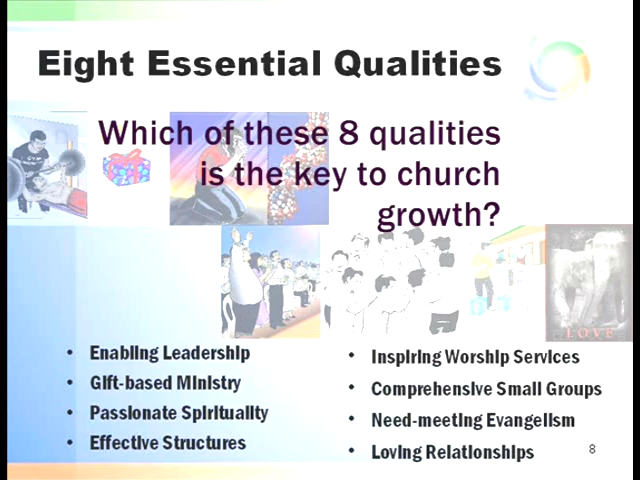 Eight Essential Qualities
Which of these 8 qualities
is the key to church
growth?
LOVE
• Enabling Leadership
• Gift-based Ministry
• Passionate Spirituality
• Effective Structures
• Inspiring Worship Services
• Comprehensive Small Groups
• Need-meeting Evangelism
• Loving Relationships
8